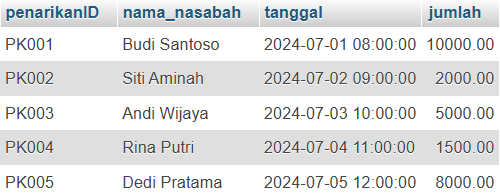 penarikanID nama_nasabah tanggal jumlah
PK001 Budi Santoso 2024-07-01 08:00:00 10000.00
PK002 Siti Aminah 2024-07-02 09:00:00 2000.00
PK003 Andi Wijaya 2024-07-03 10:00:00 5000.00
PK004 Rina Putri 2024-07-04 11:00:00 1500.00
PK005 Dedi Pratama 2024-07-05 12:00:00 8000.00